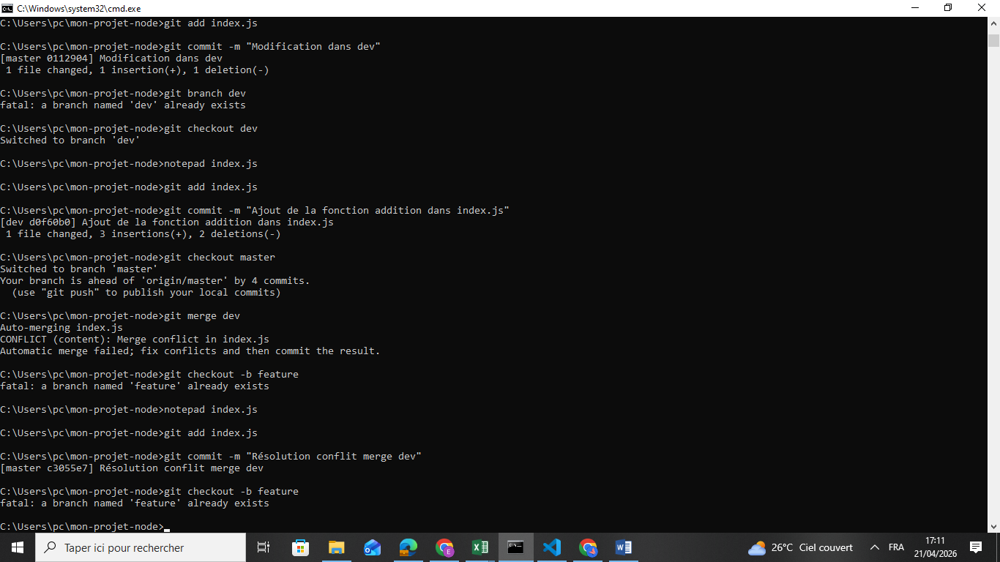 C:\Windows\system32\cmd.exe
C:\Users\pc\mon-projet-node>git add index.js
C:\Users\pc\mon-projet-node>git commit -m "Modification dans dev"
[master 0112904] Modification dans dev
 1 file changed, 1 insertion(+), 1 deletion(-)
C:\Users\pc\mon-projet-node>git branch dev
fatal: a branch named 'dev' already exists
C:\Users\pc\mon-projet-node>git checkout dev
Switched to branch 'dev'
C:\Users\pc\mon-projet-node>notepad index.js
C:\Users\pc\mon-projet-node>git add index.js
C:\Users\pc\mon-projet-node>git commit -m "Ajout de la fonction addition dans index.js"
[dev d0f60b0] Ajout de la fonction addition dans index.js
 1 file changed, 3 insertions(+), 2 deletions(-)
C:\Users\pc\mon-projet-node>git checkout master
Switched to branch 'master'
Your branch is ahead of 'origin/master' by 4 commits.
  (use "git push" to publish your local commits)
C:\Users\pc\mon-projet-node>git merge dev
Auto-merging index.js
CONFLICT (content): Merge conflict in index.js
Automatic merge failed; fix conflicts and then commit the result.
C:\Users\pc\mon-projet-node>git checkout -b feature
fatal: a branch named 'feature' already exists
C:\Users\pc\mon-projet-node>notepad index.js
C:\Users\pc\mon-projet-node>git add index.js
C:\Users\pc\mon-projet-node>git commit -m "Résolution conflit merge dev"
[master c3055e7] Résolution conflit merge dev
C:\Users\pc\mon-projet-node>git checkout -b feature
fatal: a branch named 'feature' already exists
C:\Users\pc\mon-projet-node>
Taper ici pour rechercher
26°C Ciel couvert
FRA
17:11
21/04/2026